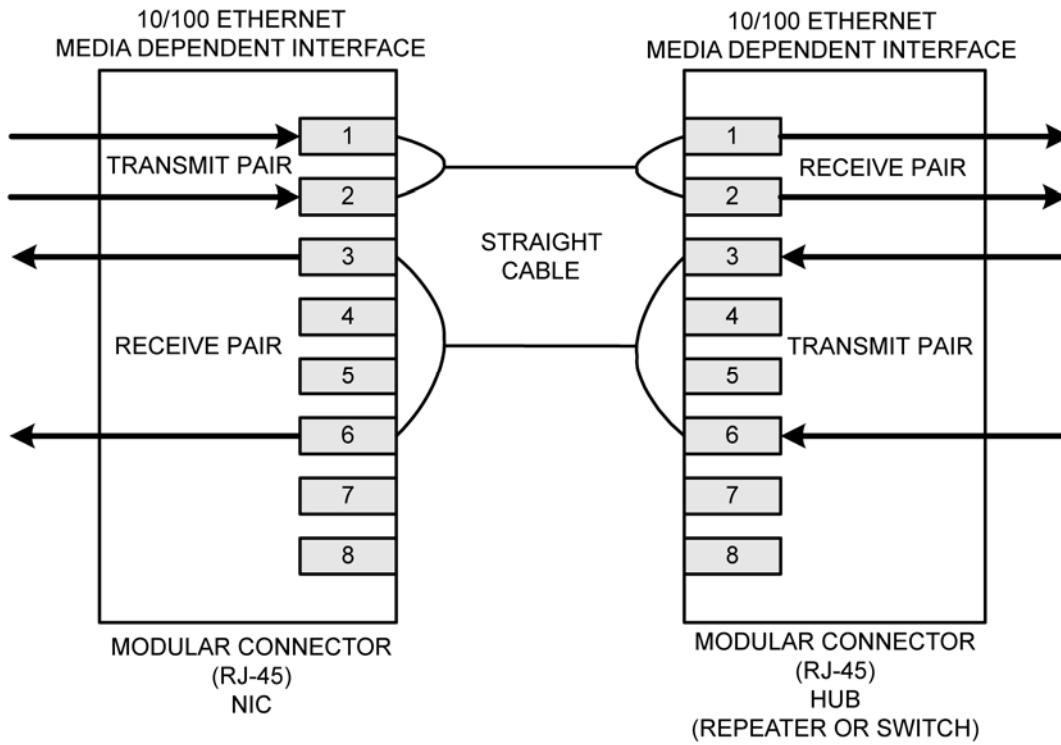 10/100 ETHERNET
MEDIA DEPENDENT INTERFACE
10/100 ETHERNET
MEDIA DEPENDENT INTERFACE
1
TRANSMIT PAIR
2
3
4
RECEIVE PAIR
5
6
7
8
STRAIGHT
CABLE
1
RECEIVE PAIR
2
3
4
TRANSMIT PAIR
5
6
7
8
MODULAR CONNECTOR
(RJ-45)
NIC
MODULAR CONNECTOR
(RJ-45)
HUB
(REPEATER OR SWITCH)